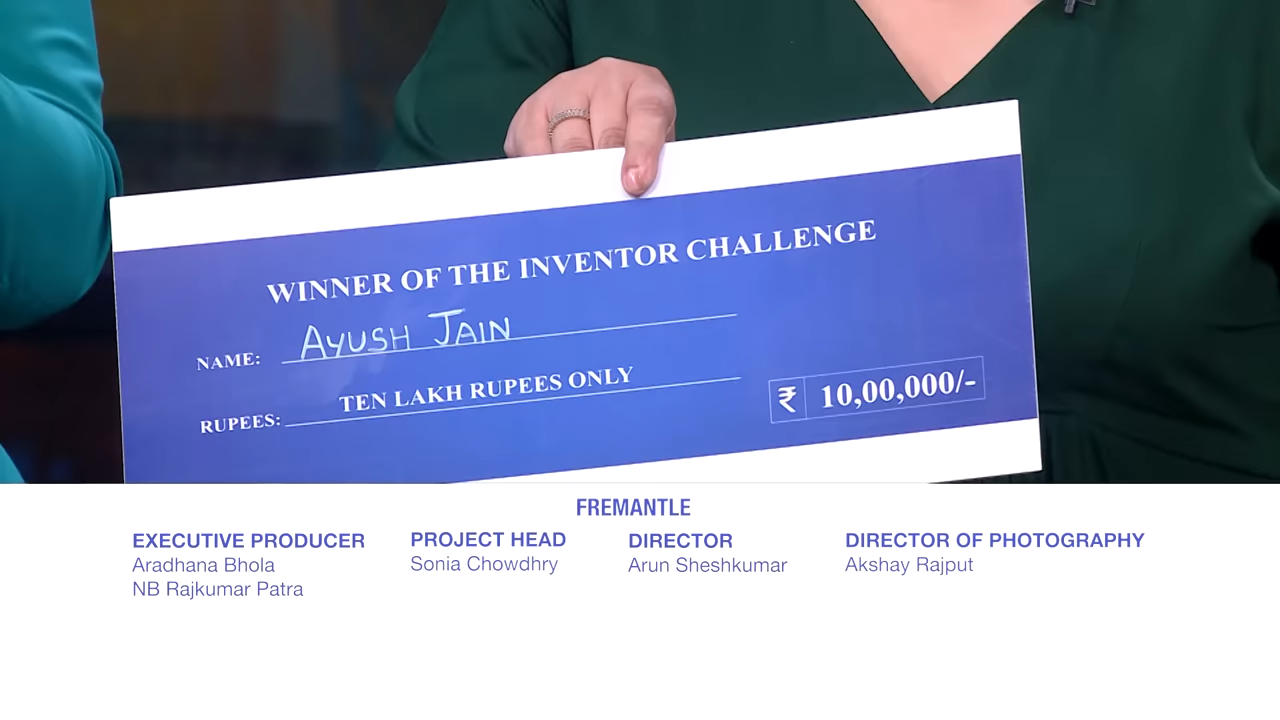 WINNER OF THE INVENTOR CHALLENGE
NAME: AYUSH JAIN
RUPEES: TEN LAKH RUPEES ONLY
₹ 10,00,000/-
FREMANTLE
EXECUTIVE PRODUCER
Aradhana Bhola
NB Rajkumar Patra
PROJECT HEAD
Sonia Chowdhry
DIRECTOR
Arun Sheshkumar
DIRECTOR OF PHOTOGRAPHY
Akshay Rajput